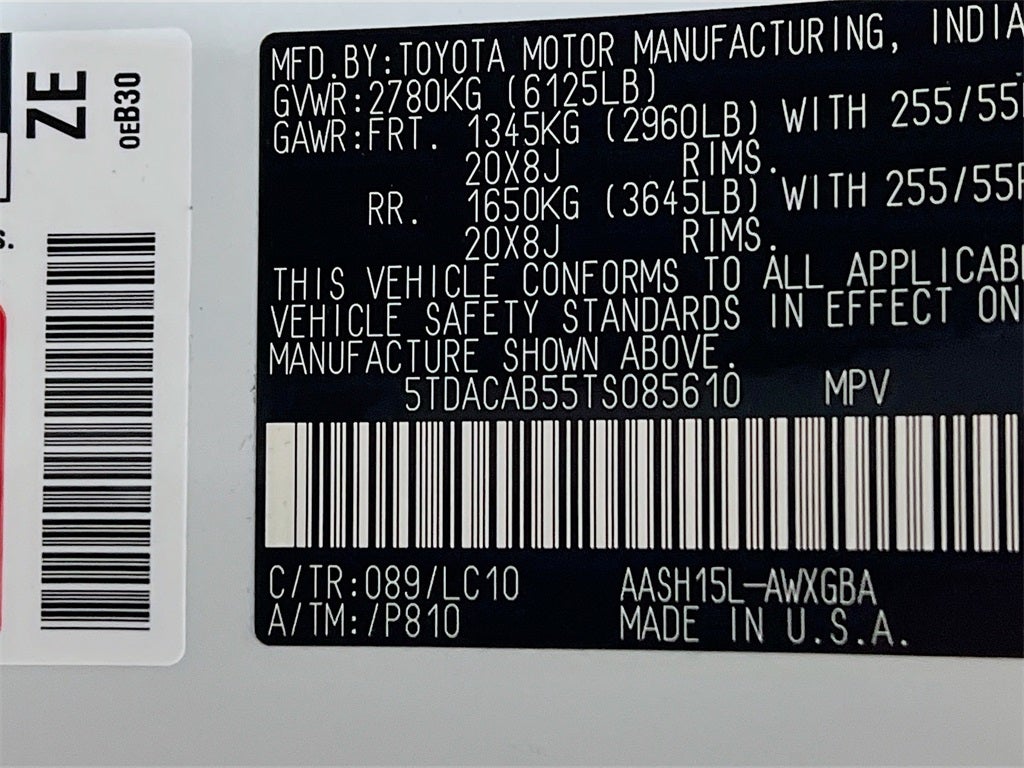 ZE
0EB30
s.
MFD.BY:TOYOTA MOTOR MANUFACTURING, INDIA
GVWR:2780KG (6125LB)
GAWR:FRT. 1345KG (2960LB) WITH 255/55
20X8J RIMS.
RR. 1650KG (3645LB) WITH 255/55R
20X8J RIMS.
THIS VEHICLE CONFORMS TO ALL APPLICABL
VEHICLE SAFETY STANDARDS IN EFFECT ON
MANUFACTURE SHOWN ABOVE.
5TDACAB55TS085610 MPV
C/TR:089/LC10 AASH15L-AWXGBA
A/TM:/P810 MADE IN U.S.A.